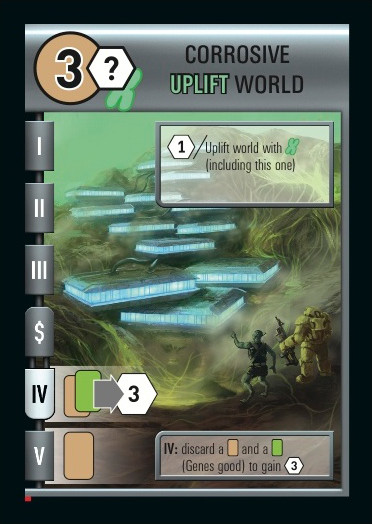 3 ?
CORROSIVE
UPLIFT WORLD
I
1 / Uplift world with
(including this one)
II
III
$
IV
3
V
IV: discard a and a
(Genes good) to gain 3